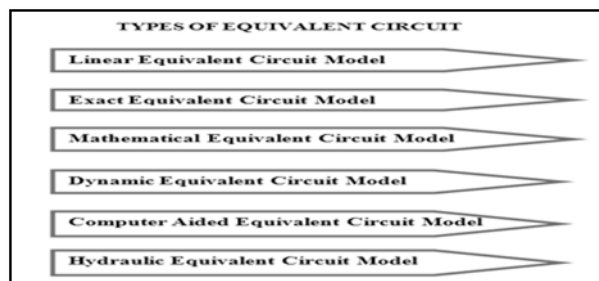 TYPES OF EQUIVALENT CIRCUIT
Linear Equivalent Circuit Model
Exact Equivalent Circuit Model
Mathematical Equivalent Circuit Model
Dynamic Equivalent Circuit Model
Computer Aided Equivalent Circuit Model
Hydraulic Equivalent Circuit Model